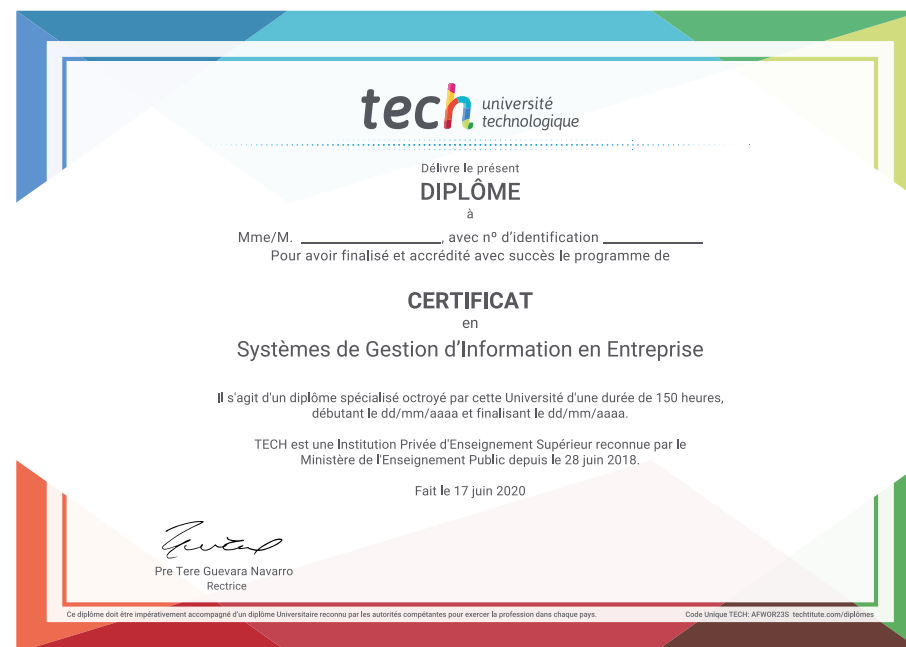 tech université
technologique
Délivre le présent
DIPLÔME
à
Mme/M. ____________________, avec nº d'identification ______________
Pour avoir finalisé et accrédité avec succès le programme de
CERTIFICAT
en
Systèmes de Gestion d'Information en Entreprise
Il s'agit d'un diplôme spécialisé octroyé par cette Université d'une durée de 150 heures,
débutant le dd/mm/aaaa et finalisant le dd/mm/aaaa.
TECH est une Institution Privée d'Enseignement Supérieur reconnue par le
Ministère de l'Enseignement Public depuis le 28 juin 2018.
Fait le 17 juin 2020
Pre Tere Guevara Navarro
Rectrice
Ce diplôme doit être impérativement accompagné d'un diplôme Universitaire reconnu par les autorités compétantes pour exercer la profession dans chaque pays.
Code Unique TECH: AFWOR23S techtitute.com/diplômes